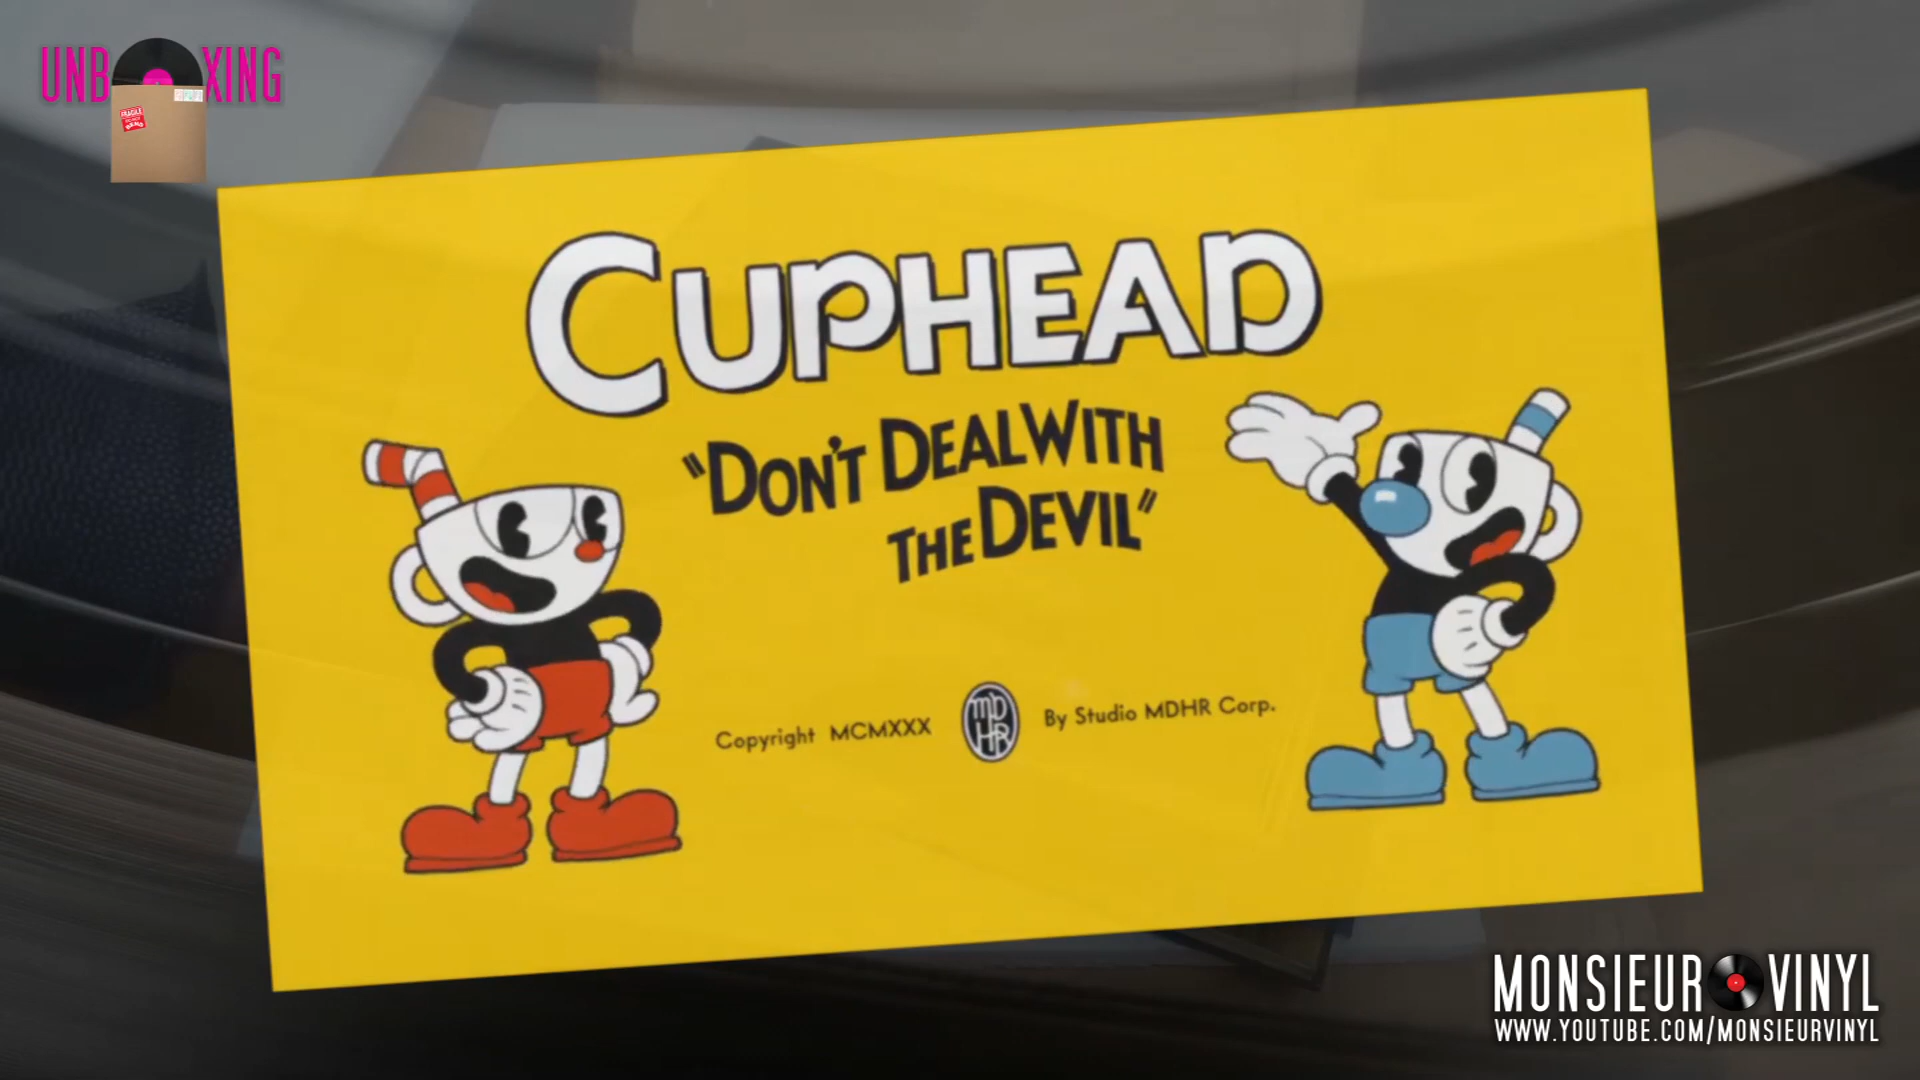 UNBOXING
FRAGILE
CUPHEAD
"DON'T DEAL WITH
THE DEVIL"
Copyright MCMXXX
MDHR
By Studio MDHR Corp.
MONSIEUR VINYL
WWW.YOUTUBE.COM/MONSIEURVINYL